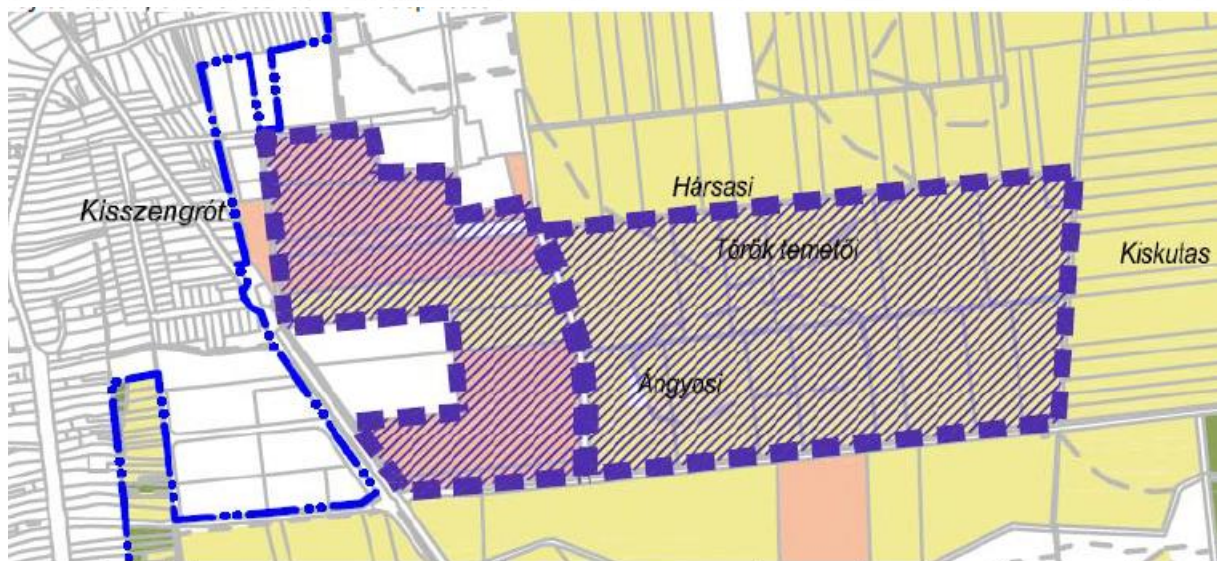 Hársasi
Kisszengrót
Török temetői
Kiskutas
Ángyosi